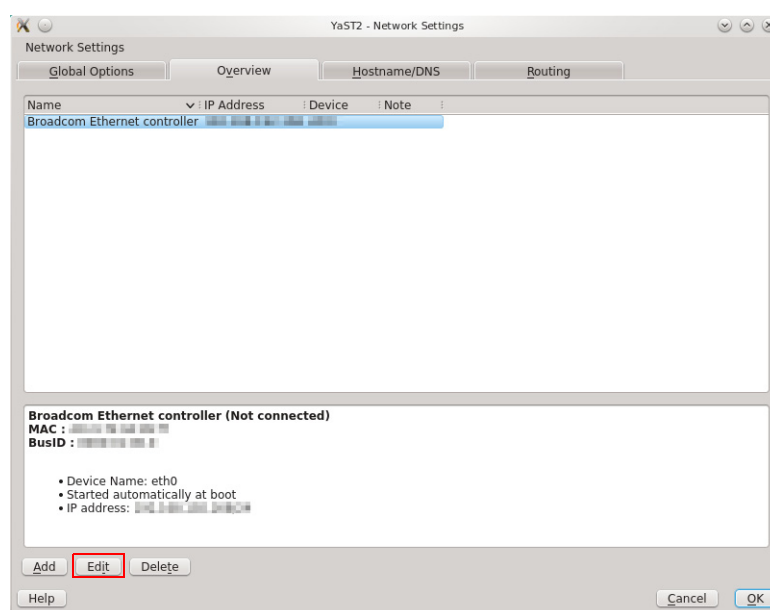 YaST2 - Network Settings
Network Settings
Global Options Overview Hostname/DNS Routing
Name IP Address Device Note
Broadcom Ethernet controller
Broadcom Ethernet controller (Not connected)
MAC :
BusID :
• Device Name: eth0
• Started automatically at boot
• IP address:
Add Edit Delete
Help Cancel OK